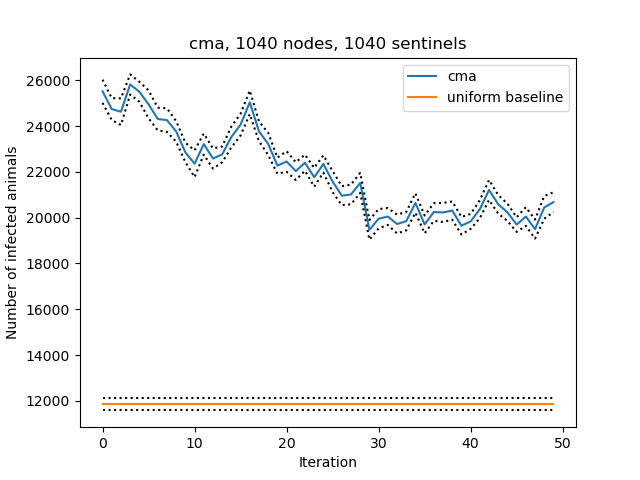 cma, 1040 nodes, 1040 sentinels
cma
uniform baseline
Number of infected animals
26000
24000
22000
20000
18000
16000
14000
12000
0 10 20 30 40 50
Iteration